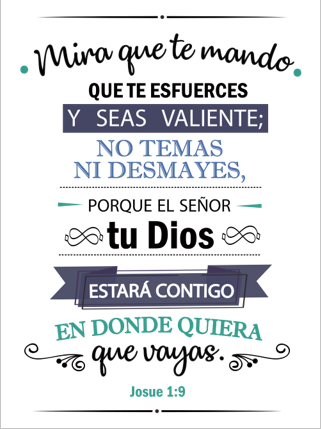 Mira que te mando
QUE TE ESFUERCES
Y SEAS VALIENTE;
NO TEMAS
NI DESMAYES,
PORQUE EL SEÑOR
tu Dios
ESTARÁ CONTIGO
EN DONDE QUIERA
que vayas.
Josue 1:9